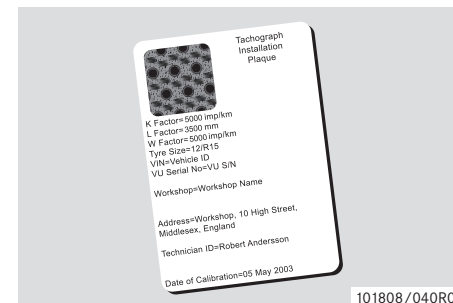 Tachograph
Installation
Plaque
K Factor=5000 imp/km
L Factor=3500 mm
W Factor=5000 imp/km
Tyre Size=12/R15
VIN=Vehicle ID
VU Serial No=VU S/N
Workshop=Workshop Name
Address=Workshop, 10 High Street,
Middlesex, England
Technician ID=Robert Andersson
Date of Calibration=05 May 2003